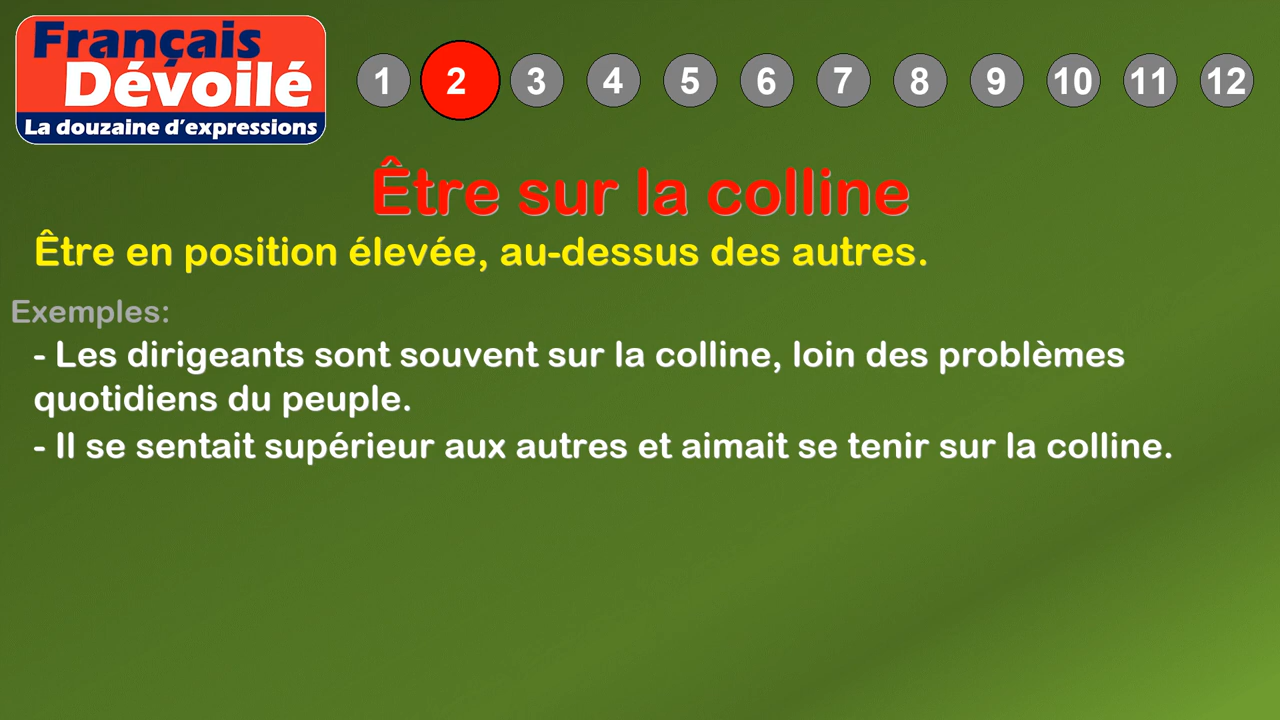 Français
Dévoilé
La douzaine d'expressions
1 2 3 4 5 6 7 8 9 10 11 12
Être sur la colline
Être en position élevée, au-dessus des autres.
Exemples:
- Les dirigeants sont souvent sur la colline, loin des problèmes
quotidiens du peuple.
- Il se sentait supérieur aux autres et aimait se tenir sur la colline.